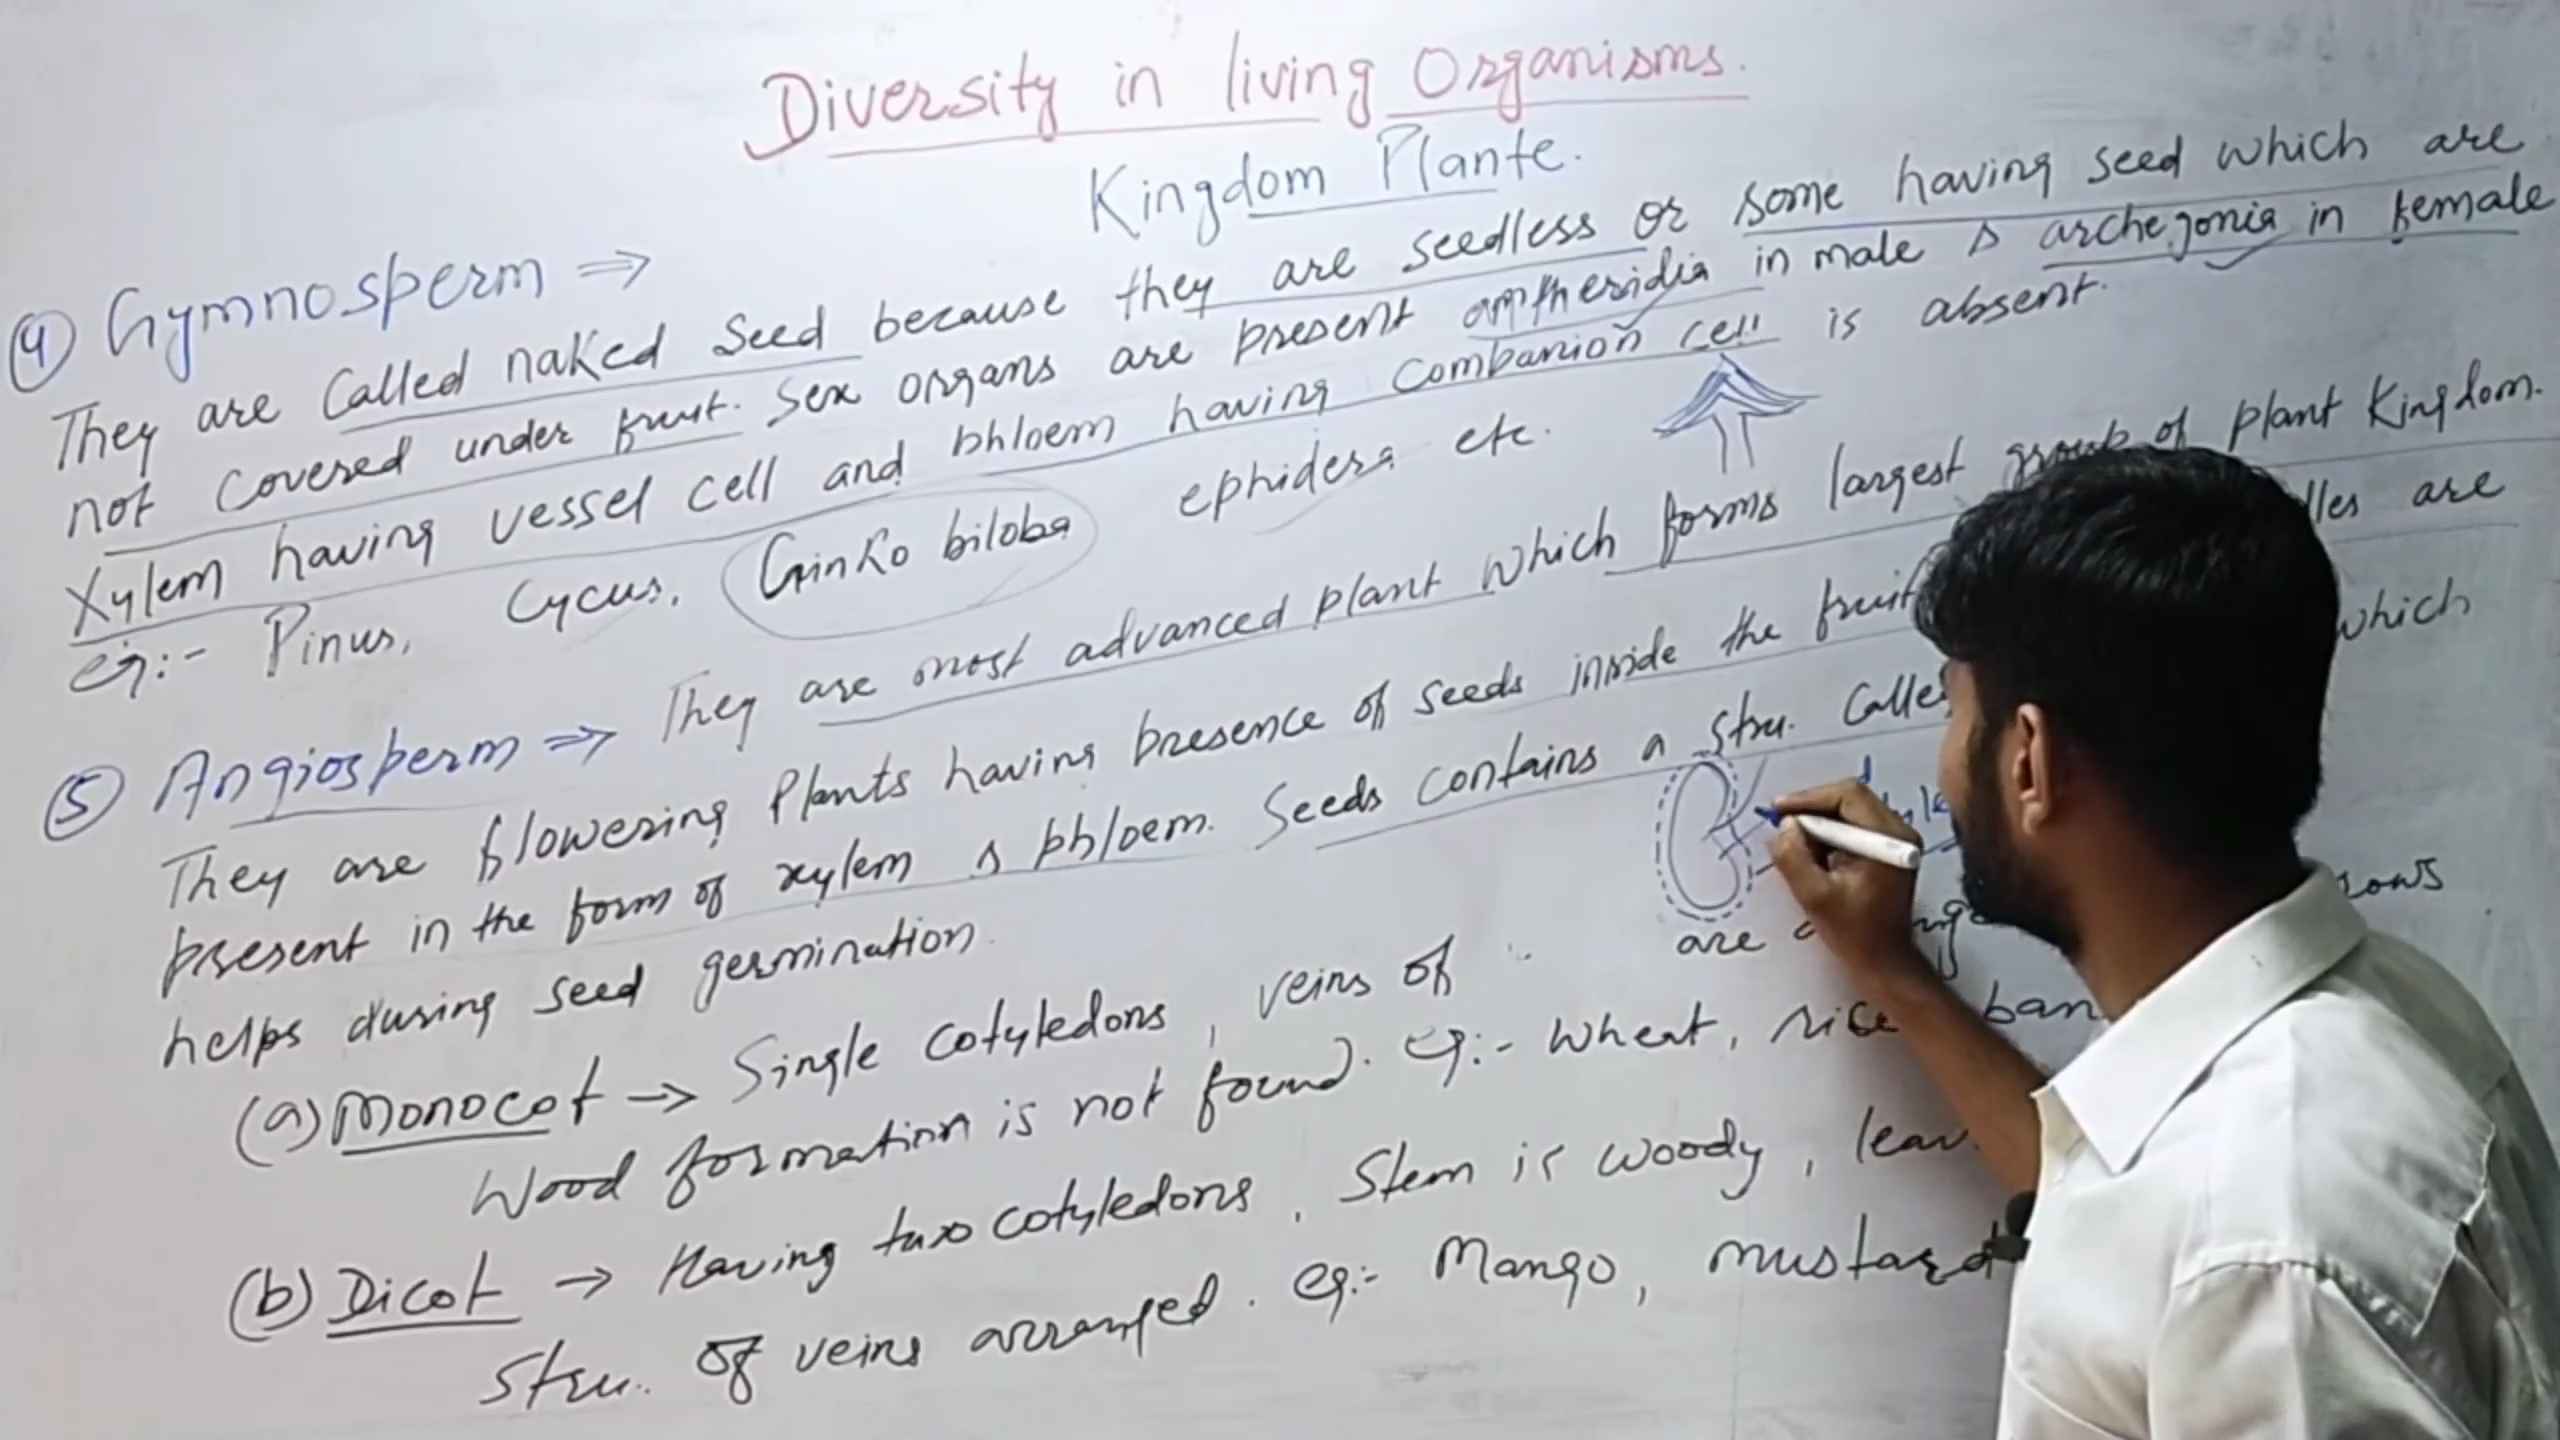 Diversity in living Organisms.
Kingdom Plante.
④ Gymnosperm ⇒
They are called naked seed because they are seedless or some having seed which are
not covered under fruit. Sex organs are present antheridia in male & archegonia in female
Xylem having vessel cell and phloem having companion cell is absent.
eg:- Pinus, Cycus, Ginko biloba ephidera etc.
⑤ Angiosperm ⇒ They are most advanced plant which forms largest group of plant Kingdom.
They are flowering Plants having presence of seeds inside the fruit lles are
present in the form of xylem & phloem. Seeds contains a stru. Calle which
helps during seed germination.
(a) Monocot → Single cotyledons, veins of are rows
Wood formation is not found. eg:- Wheat, rice ban
(b) Dicot → Having two cotyledons, Stem is woody, leav
stru. of veins arranged. eg:- Mango, mustard